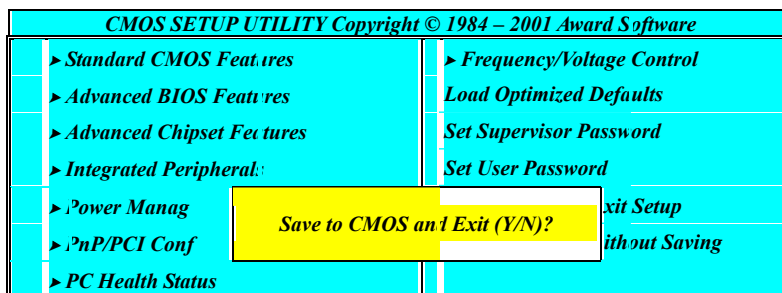 CMOS SETUP UTILITY Copyright © 1984 – 2001 Award Software
▸ Standard CMOS Features
▸ Advanced BIOS Features
▸ Advanced Chipset Features
▸ Integrated Peripherals
▸ Power Manag
▸ PnP/PCI Conf
▸ PC Health Status
▸ Frequency/Voltage Control
Load Optimized Defaults
Set Supervisor Password
Set User Password
xit Setup
ithout Saving
Save to CMOS and Exit (Y/N)?